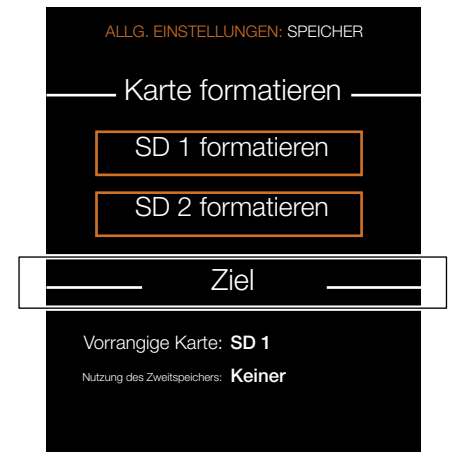 ALLG. EINSTELLUNGEN: SPEICHER
Karte formatieren
SD 1 formatieren
SD 2 formatieren
Ziel
Vorrangige Karte: SD 1
Nutzung des Zweitspeichers: Keiner